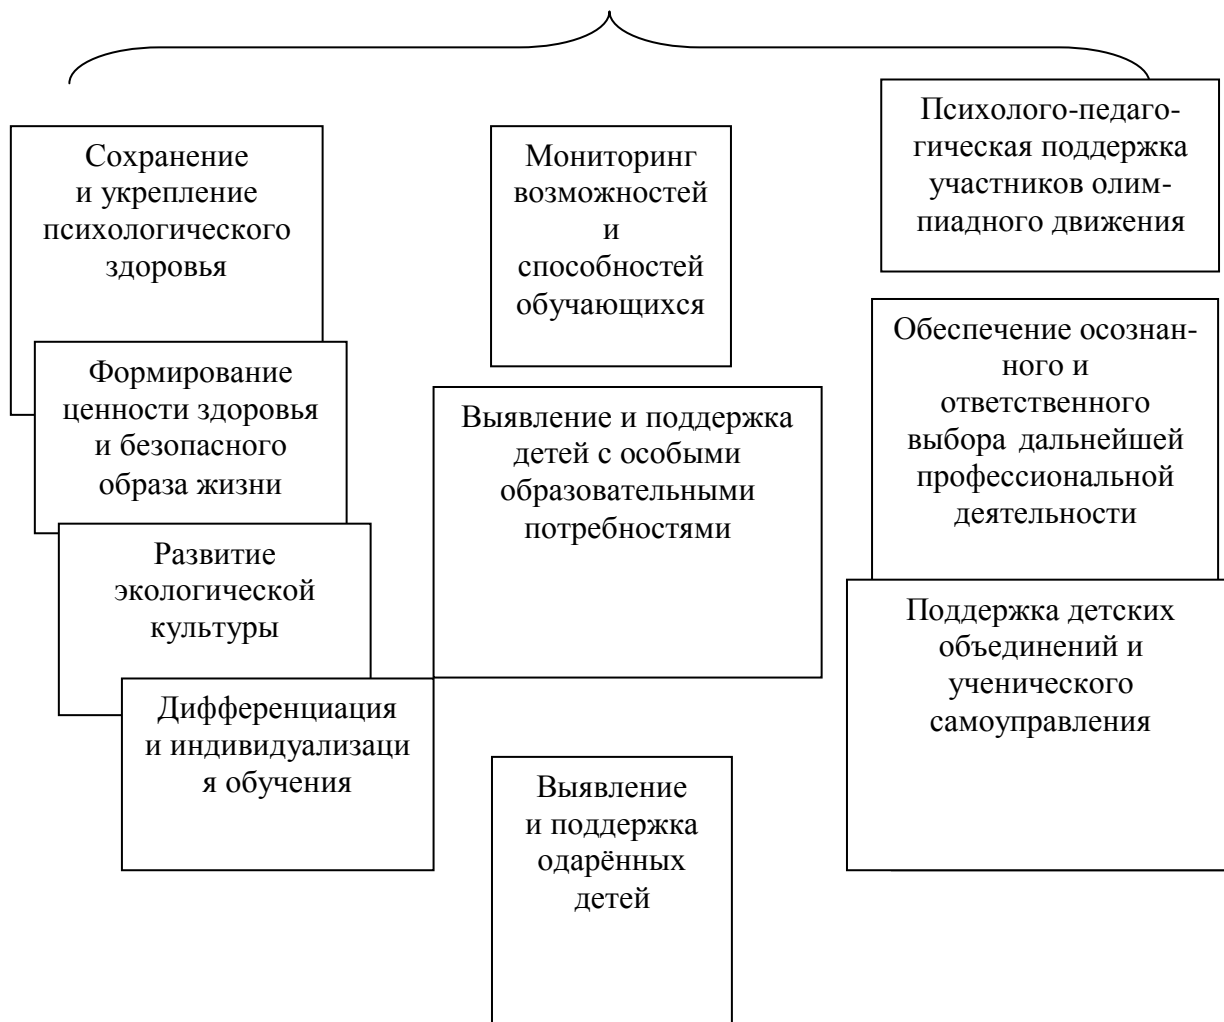 Сохранение
и укрепление
психологического
здоровья
Формирование
ценности здоровья
и безопасного
образа жизни
Развитие
экологической
культуры
Дифференциация
и индивидуализаци
я обучения
Мониторинг
возможностей
и
способностей
обучающихся
Выявление и поддержка
детей с особыми
образовательными
потребностями
Выявление
и поддержка
одарённых
детей
Психолого-педаго-
гическая поддержка
участников олим-
пиадного движения
Обеспечение осознан-
ного и
ответственного
выбора дальнейшей
профессиональной
деятельности
Поддержка детских
объединений и
ученического
самоуправления